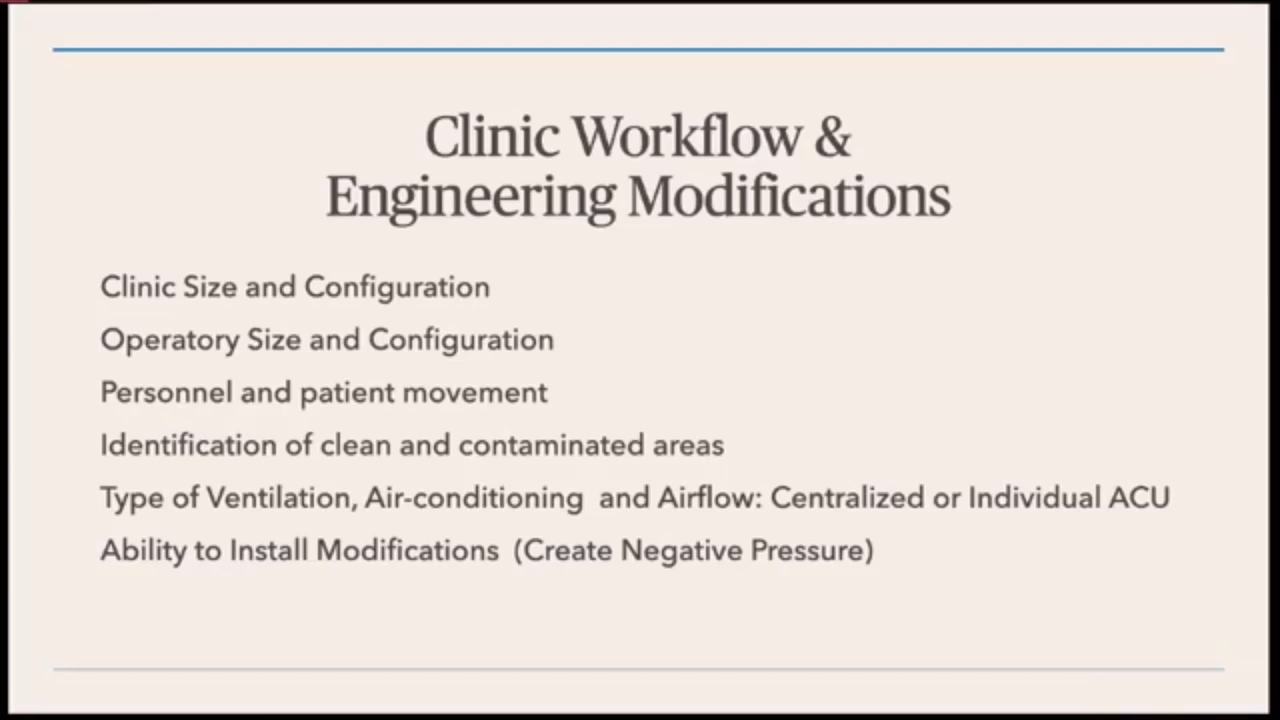 Clinic Workflow &
Engineering Modifications
Clinic Size and Configuration
Operatory Size and Configuration
Personnel and patient movement
Identification of clean and contaminated areas
Type of Ventilation, Air-conditioning  and Airflow: Centralized or Individual ACU
Ability to Install Modifications  (Create Negative Pressure)